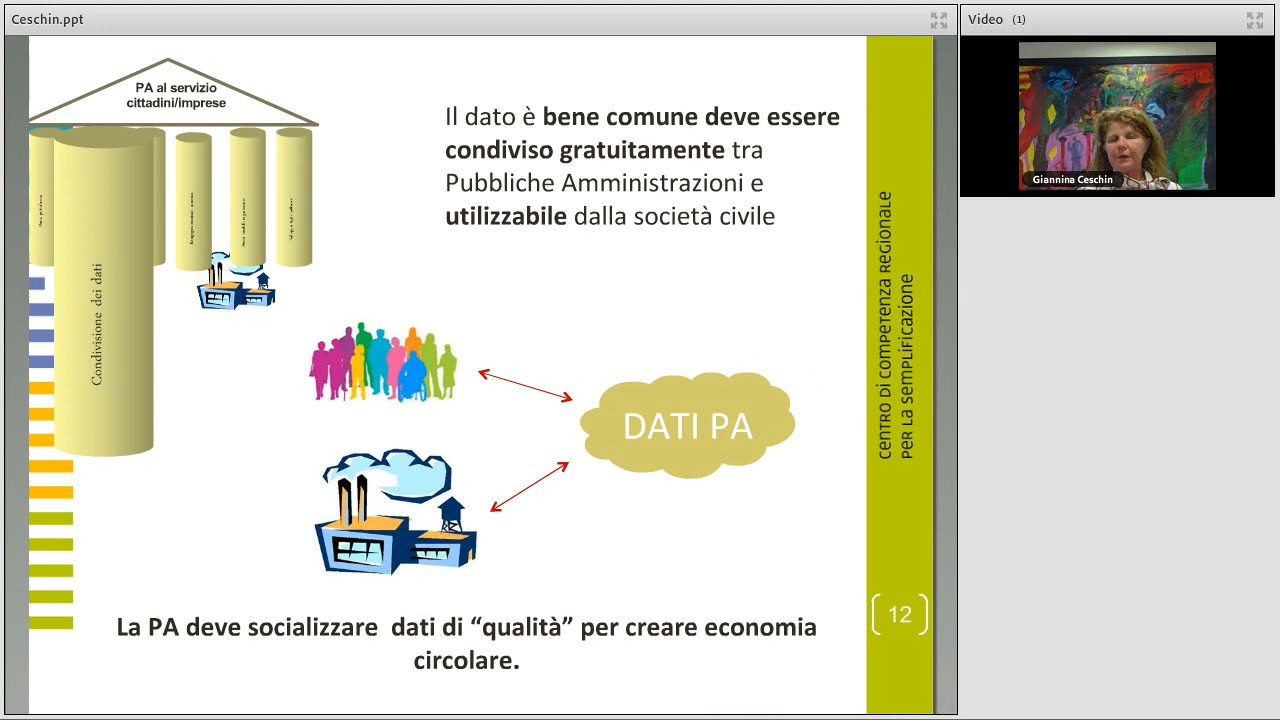 Ceschin.ppt
Video (1)
PA al servizio
cittadini/imprese
Condivisione dei dati
Il dato è bene comune deve essere
condiviso gratuitamente tra
Pubbliche Amministrazioni e
utilizzabile dalla società civile
DATI PA
La PA deve socializzare dati di “qualità” per creare economia
circolare.
CENTRO DI COMPETENZA REGIONALE
PER LA SEMPLIFICAZIONE
12
Giannina Ceschin